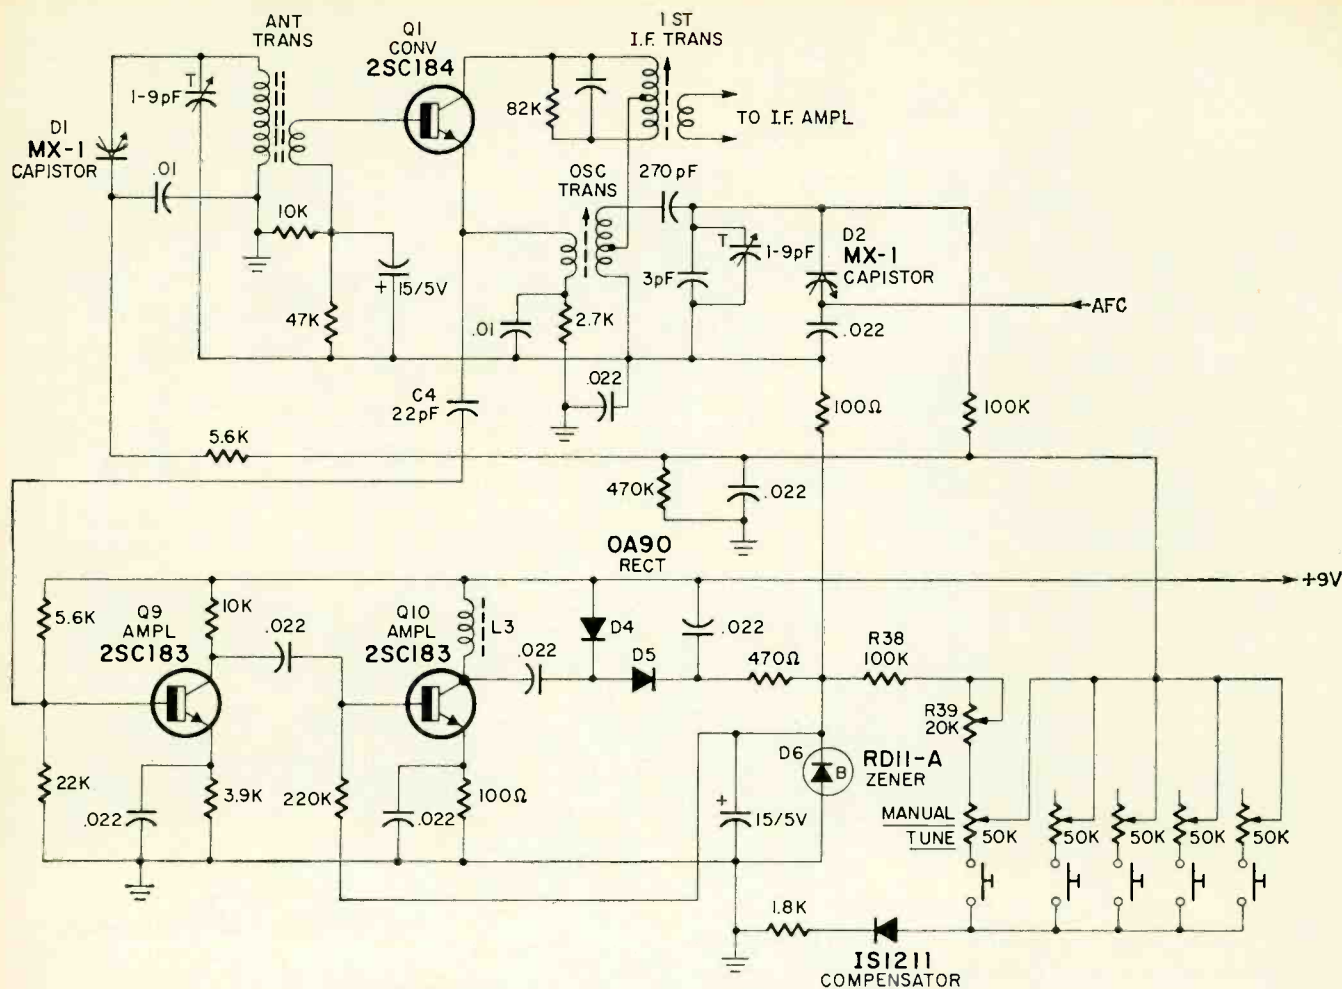 ANT
TRANS
Q1
CONV
2SC184
1 ST
I.F. TRANS
T
1-9pF
D1
MX-1
CAPISTOR
.01
82K
TO I.F. AMPL
OSC
TRANS
270 pF
10K
+ 15/5V
47K
.01
2.7K
3pF
T
1-9pF
D2
MX-1
CAPISTOR
AFC
.022
.022
C4
22pF
100Ω
100K
5.6K
470K
.022
OA90
RECT
+9V
5.6K
Q9
AMPL
2SC183
10K
.022
Q10
AMPL
2SC183
L3
.022
D4
D5
.022
470Ω
R38
100K
R39
20K
22K
.022
3.9K
220K
.022
100Ω
+
15/5V
D6
B
RD11-A
ZENER
MANUAL
TUNE
50K
50K
50K
50K
50K
1.8K
IS1211
COMPENSATOR